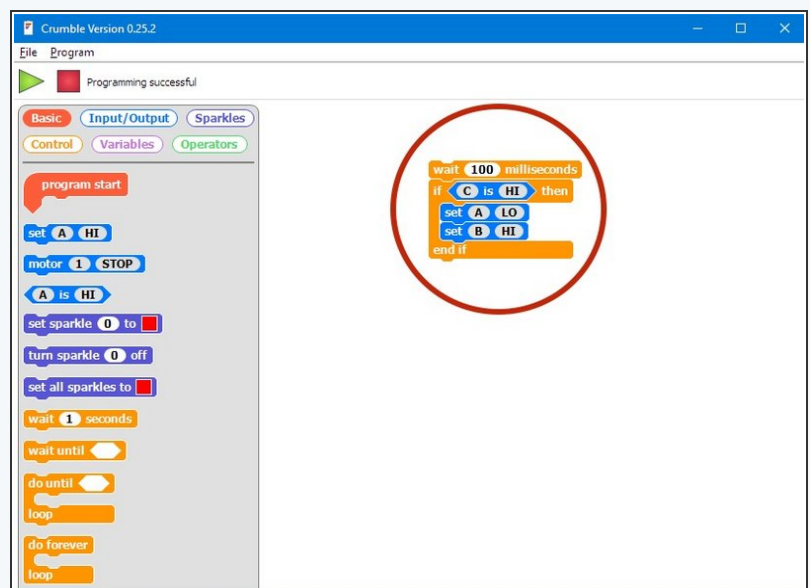 Crumble Version 0.25.2
File Program
Programming successful
Basic Input/Output Sparkles
Control Variables Operators
program start
set A HI
motor 1 STOP
A is HI
set sparkle 0 to
turn sparkle 0 off
set all sparkles to
wait 1 seconds
wait until
do until
loop
do forever
loop
wait 100 milliseconds
if C is HI then
set A LO
set B HI
end if